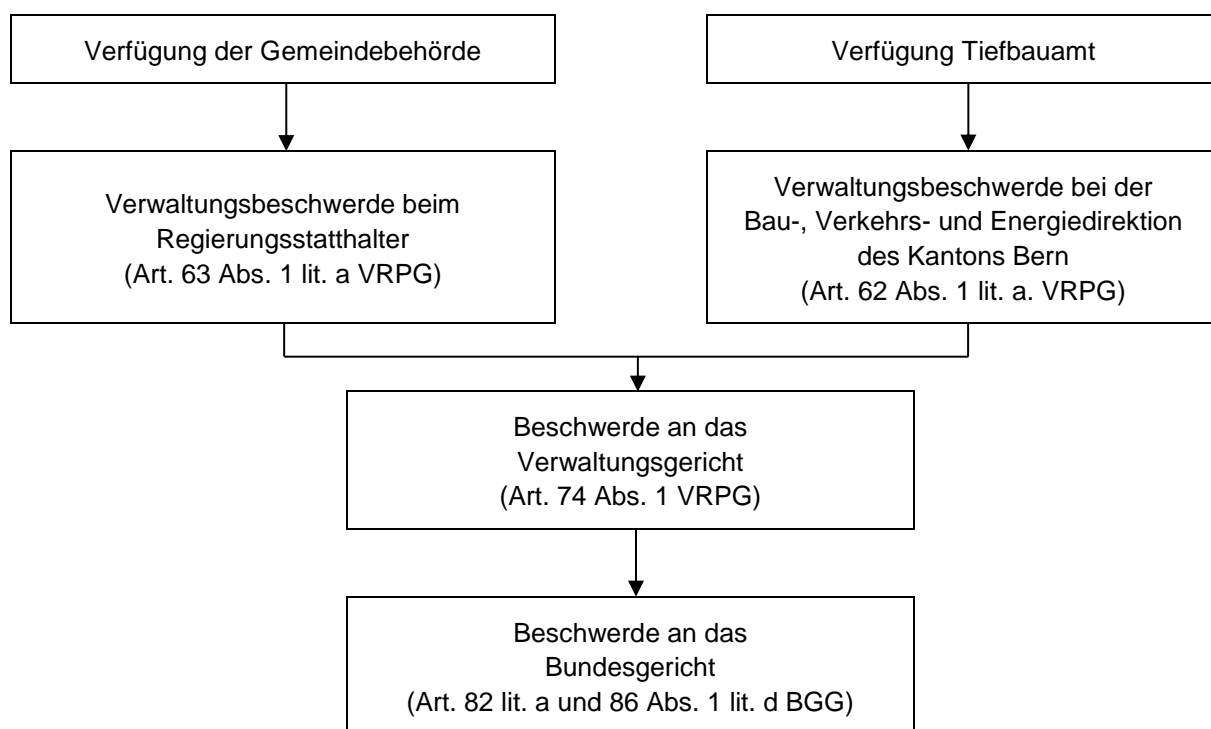 Verfügung der Gemeindebehörde
Verfügung Tiefbauamt
Verwaltungsbeschwerde beim
Regierungsstatthalter
(Art. 63 Abs. 1 lit. a VRPG)
Verwaltungsbeschwerde bei der
Bau-, Verkehrs- und Energiedirektion
des Kantons Bern
(Art. 62 Abs. 1 lit. a. VRPG)
Beschwerde an das
Verwaltungsgericht
(Art. 74 Abs. 1 VRPG)
Beschwerde an das
Bundesgericht
(Art. 82 lit. a und 86 Abs. 1 lit. d BGG)